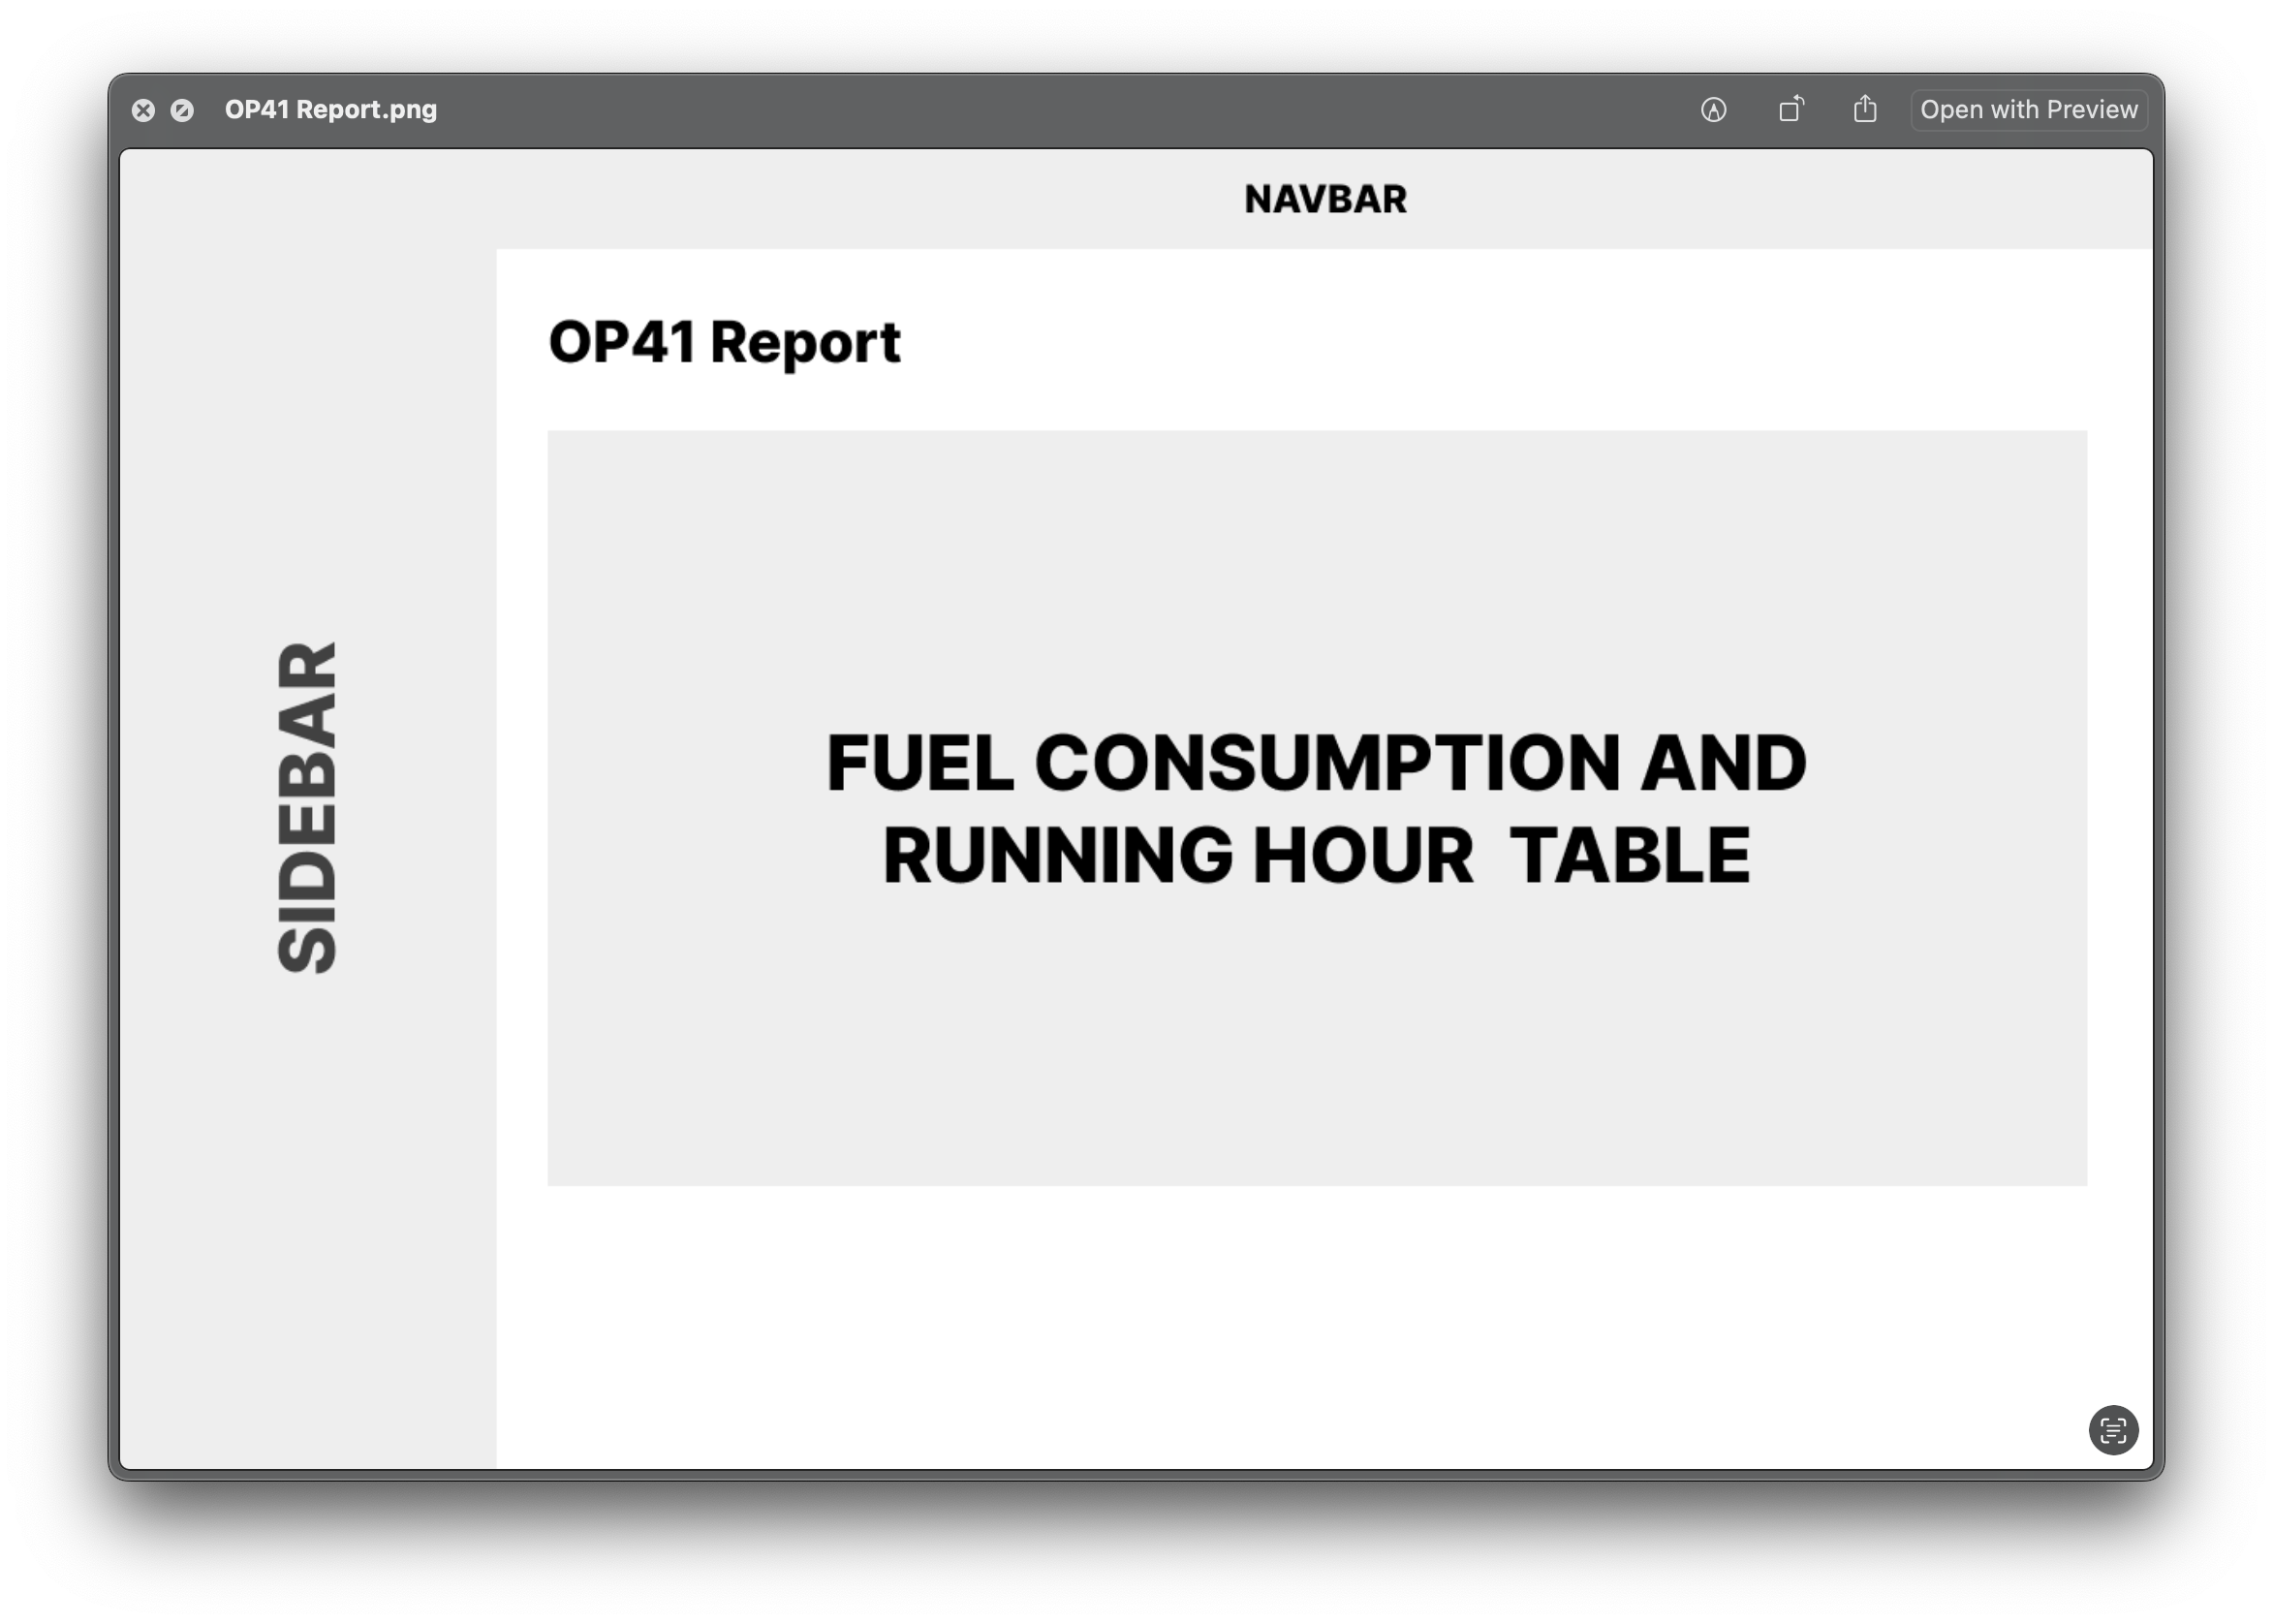 OP41 Report.png
Open with Preview
NAVBAR
OP41 Report
SIDEBAR
FUEL CONSUMPTION AND
RUNNING HOUR  TABLE